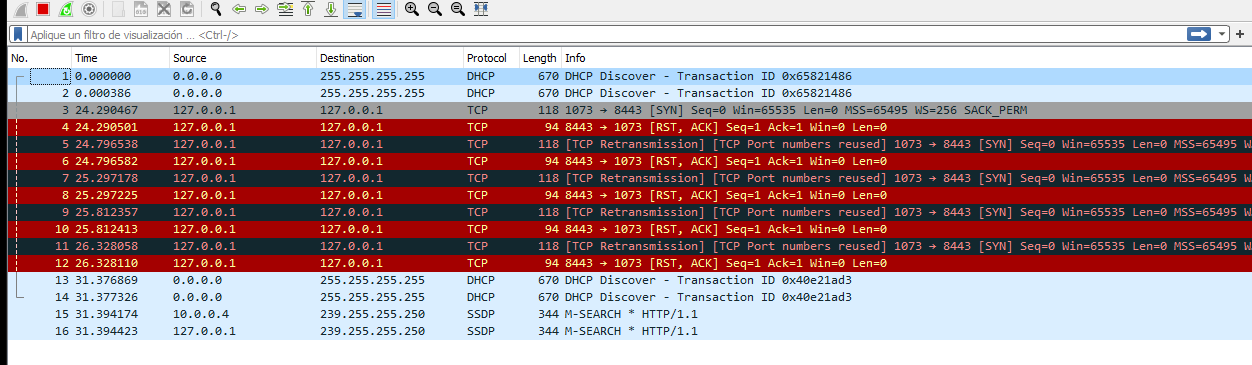 Aplique un filtro de visualización ... <Ctrl-/>
No. Time Source Destination Protocol Length Info
1 0.000000 0.0.0.0 255.255.255.255 DHCP 670 DHCP Discover - Transaction ID 0x65821486
2 0.000386 0.0.0.0 255.255.255.255 DHCP 670 DHCP Discover - Transaction ID 0x65821486
3 24.290467 127.0.0.1 127.0.0.1 TCP 118 1073 → 8443 [SYN] Seq=0 Win=65535 Len=0 MSS=65495 WS=256 SACK_PERM
4 24.290501 127.0.0.1 127.0.0.1 TCP 94 8443 → 1073 [RST, ACK] Seq=1 Ack=1 Win=0 Len=0
5 24.796538 127.0.0.1 127.0.0.1 TCP 118 [TCP Retransmission] [TCP Port numbers reused] 1073 → 8443 [SYN] Seq=0 Win=65535 Len=0 MSS=65495
6 24.796582 127.0.0.1 127.0.0.1 TCP 94 8443 → 1073 [RST, ACK] Seq=1 Ack=1 Win=0 Len=0
7 25.297178 127.0.0.1 127.0.0.1 TCP 118 [TCP Retransmission] [TCP Port numbers reused] 1073 → 8443 [SYN] Seq=0 Win=65535 Len=0 MSS=65495
8 25.297225 127.0.0.1 127.0.0.1 TCP 94 8443 → 1073 [RST, ACK] Seq=1 Ack=1 Win=0 Len=0
9 25.812357 127.0.0.1 127.0.0.1 TCP 118 [TCP Retransmission] [TCP Port numbers reused] 1073 → 8443 [SYN] Seq=0 Win=65535 Len=0 MSS=65495
10 25.812413 127.0.0.1 127.0.0.1 TCP 94 8443 → 1073 [RST, ACK] Seq=1 Ack=1 Win=0 Len=0
11 26.328058 127.0.0.1 127.0.0.1 TCP 118 [TCP Retransmission] [TCP Port numbers reused] 1073 → 8443 [SYN] Seq=0 Win=65535 Len=0 MSS=65495
12 26.328110 127.0.0.1 127.0.0.1 TCP 94 8443 → 1073 [RST, ACK] Seq=1 Ack=1 Win=0 Len=0
13 31.376869 0.0.0.0 255.255.255.255 DHCP 670 DHCP Discover - Transaction ID 0x40e21ad3
14 31.377326 0.0.0.0 255.255.255.255 DHCP 670 DHCP Discover - Transaction ID 0x40e21ad3
15 31.394174 10.0.0.4 239.255.255.250 SSDP 344 M-SEARCH * HTTP/1.1
16 31.394423 127.0.0.1 239.255.255.250 SSDP 344 M-SEARCH * HTTP/1.1